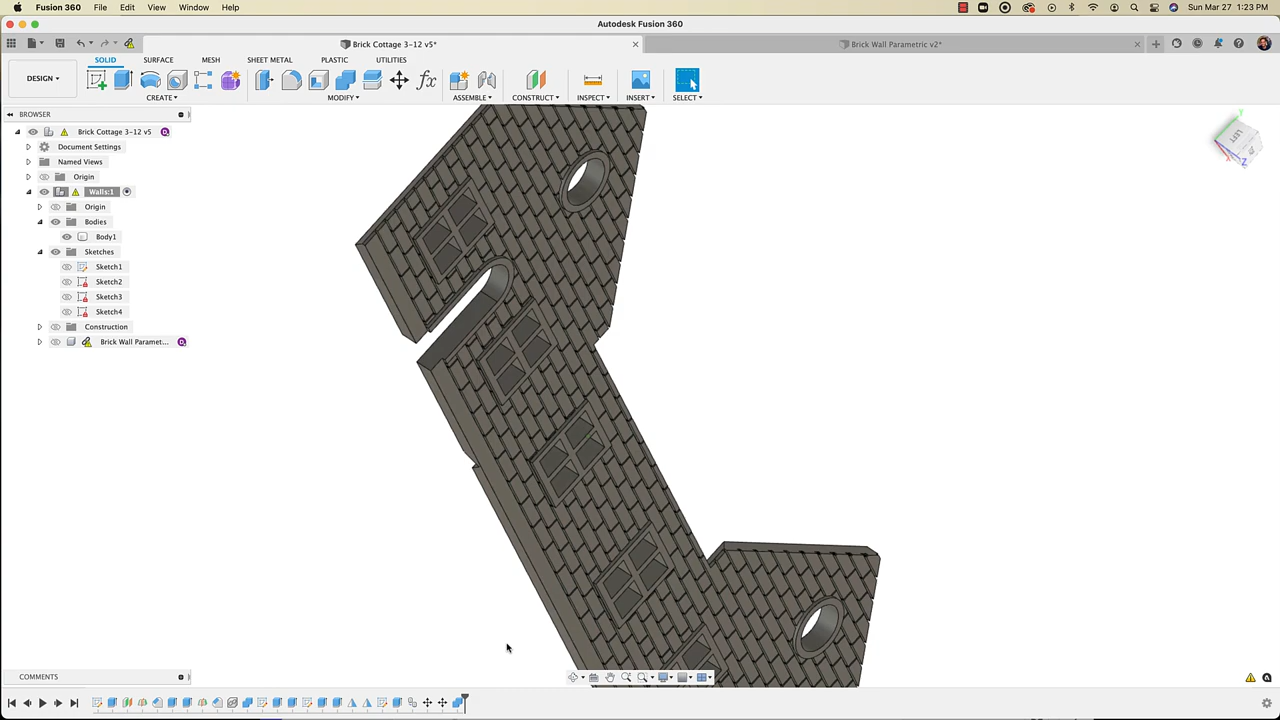 Fusion 360 File Edit View Window Help Sun Mar 27 1:23 PM
Autodesk Fusion 360
Brick Cottage 3-12 v5* Brick Wall Parametric v2*
SOLID SURFACE MESH SHEET METAL PLASTIC UTILITIES
DESIGN
CREATE MODIFY ASSEMBLE CONSTRUCT INSPECT INSERT SELECT
BROWSER
Brick Cottage 3-12 v5
Document Settings
Named Views
Origin
Walls:1
Origin
Bodies
Body1
Sketches
Sketch1
Sketch2
Sketch3
Sketch4
Construction
Brick Wall Paramet...
LEFT
X
Y
Z
COMMENTS